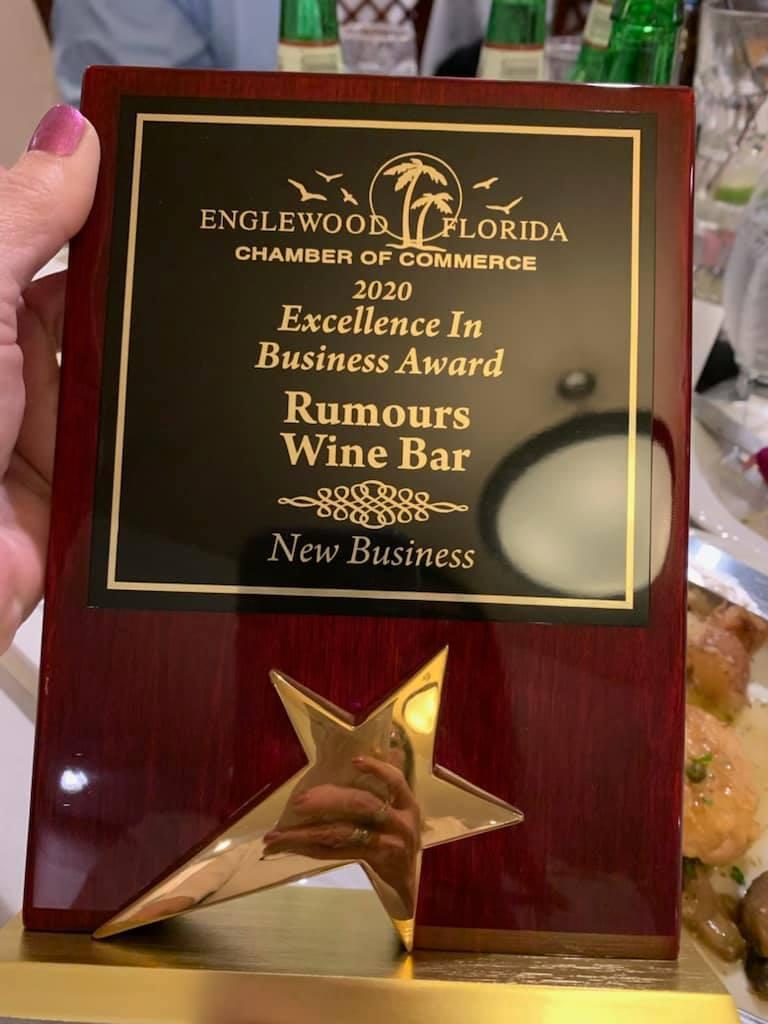 ENGLEWOOD FLORIDA
CHAMBER OF COMMERCE
2020
Excellence In
Business Award
Rumours
Wine Bar
New Business